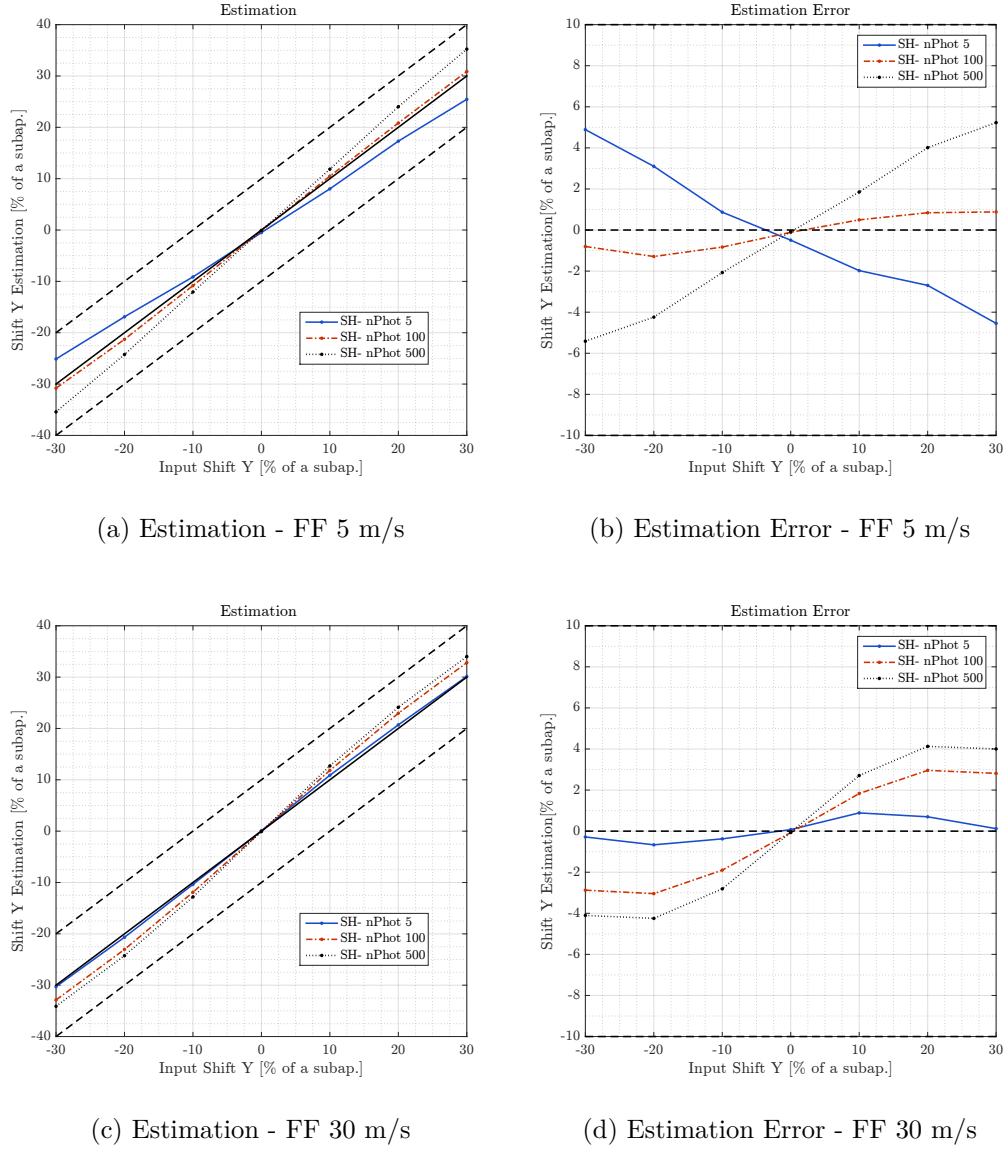 Estimation
40
30
20
10
0
-10
-20
-30
-40
Shift Y Estimation [% of a subap.]
SH- nPhot 5
SH- nPhot 100
SH- nPhot 500
-30 -20 -10 0 10 20 30
Input Shift Y [% of a subap.]
(a) Estimation - FF 5 m/s
Estimation Error
10
8
6
4
2
0
-2
-4
-6
-8
-10
Shift Y Estimation[% of a subap.]
SH- nPhot 5
SH- nPhot 100
SH- nPhot 500
-30 -20 -10 0 10 20 30
Input Shift Y [% of a subap.]
(b) Estimation Error - FF 5 m/s
Estimation
40
30
20
10
0
-10
-20
-30
-40
Shift Y Estimation [% of a subap.]
SH- nPhot 5
SH- nPhot 100
SH- nPhot 500
-30 -20 -10 0 10 20 30
Input Shift Y [% of a subap.]
(c) Estimation - FF 30 m/s
Estimation Error
10
8
6
4
2
0
-2
-4
-6
-8
-10
Shift Y Estimation[% of a subap.]
SH- nPhot 5
SH- nPhot 100
SH- nPhot 500
-30 -20 -10 0 10 20 30
Input Shift Y [% of a subap.]
(d) Estimation Error - FF 30 m/s